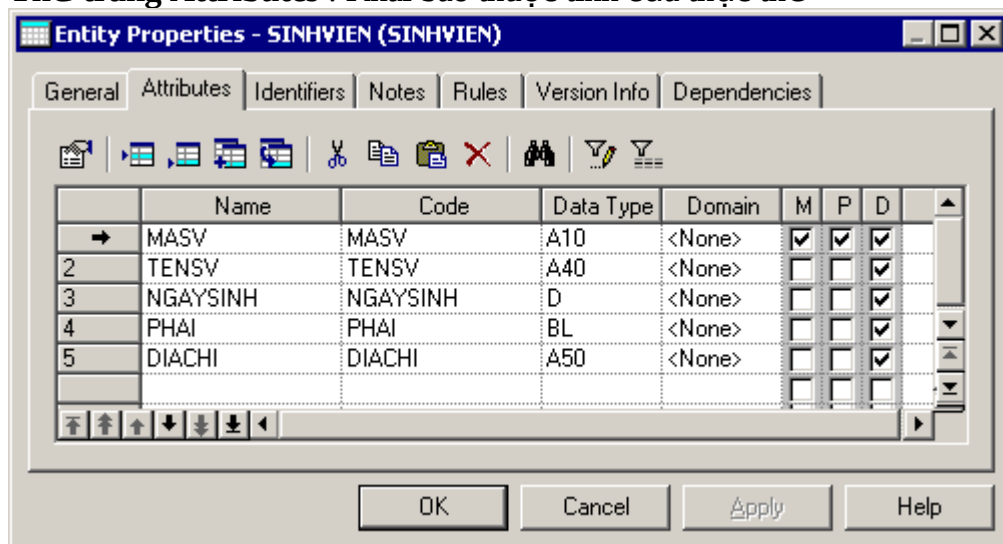 Entity Properties - SINHVIEN (SINHVIEN)
General Attributes Identifiers Notes Rules Version Info Dependencies
Name Code Data Type Domain M P D
MASV MASV A10 <None>
2 TENSV TENSV A40 <None>
3 NGAYSINH NGAYSINH D <None>
4 PHAI PHAI BL <None>
5 DIACHI DIACHI A50 <None>
OK Cancel Apply Help